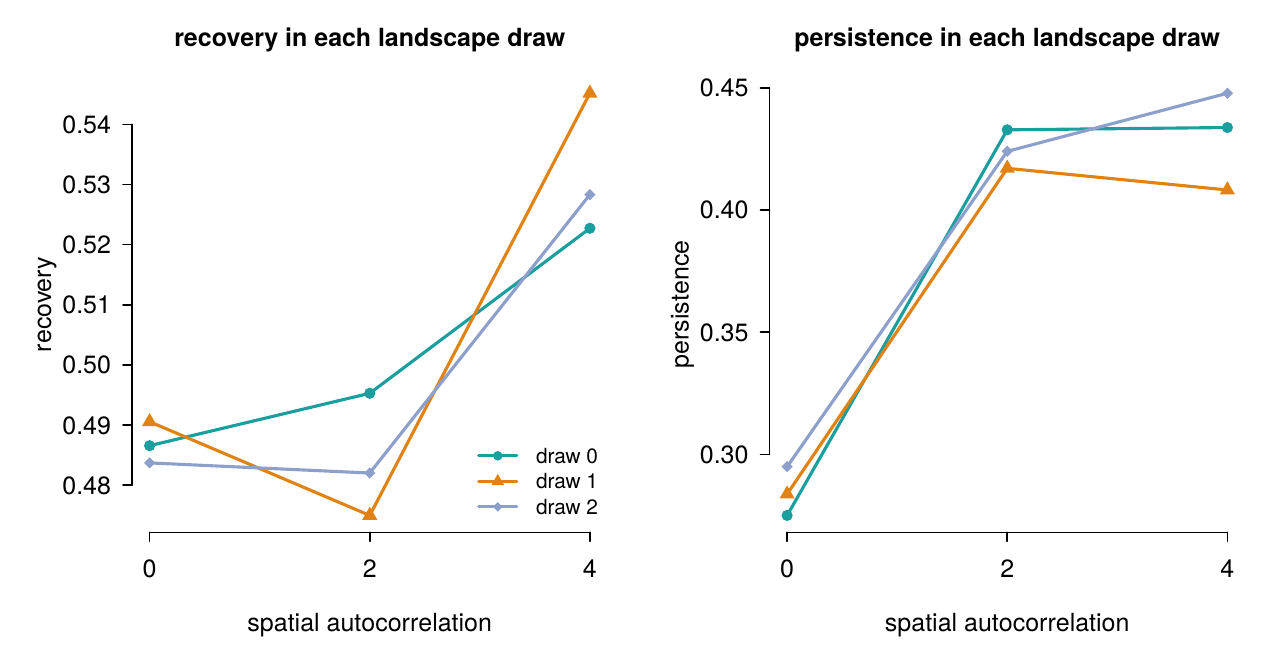 recovery in each landscape draw
recovery
0.54
0.53
0.52
0.51
0.50
0.49
0.48
draw 0
draw 1
draw 2
0 2 4
spatial autocorrelation
persistence in each landscape draw
persistence
0.45
0.40
0.35
0.30
0 2 4
spatial autocorrelation